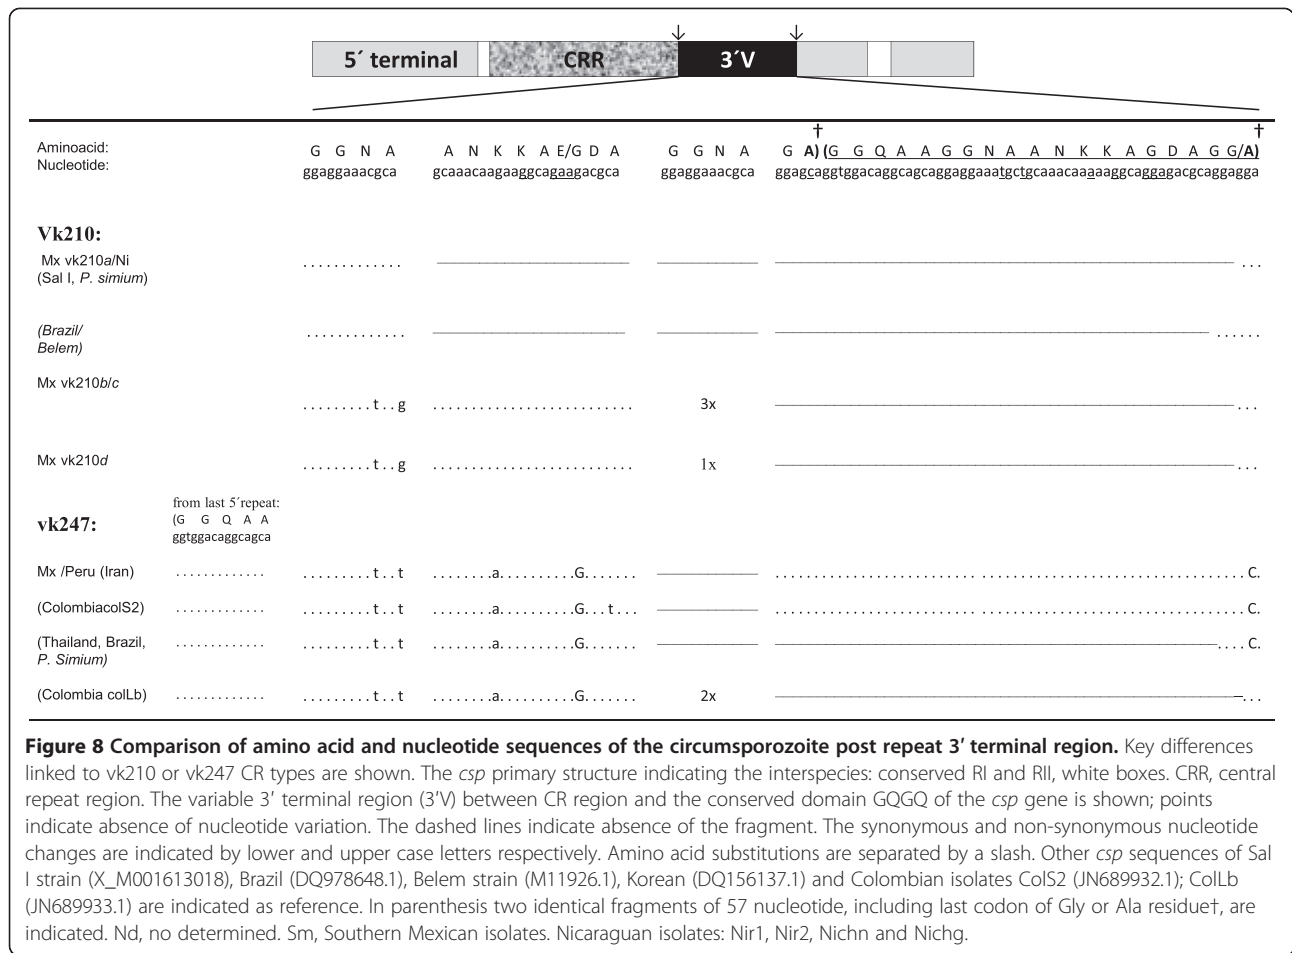 ↓ ↓
5´ terminal CRR 3´V
† †
Aminoacid: G G N A A N K K A E/G D A G G N A G A) (G G Q A A G G N A A N K K A G D A G G/A)
Nucleotide: ggaggaaacgca gcaaacaagaaggcagaagacgca ggaggaaacgca ggagcaggtggacaggcagcaggaggaaatgctgcaaacaaaaaggcaggagacgcaggagga
Vk210:
Mx vk210a/Ni ............. ...
(Sal I, P. simium)
(Brazil/ ............. ......
Belem)
Mx vk210b/c
.........t..g ......................... 3x ...
Mx vk210d .........t..g ......................... 1x ...
from last 5´repeat:
vk247: (G G Q A A
ggtggacaggcagca
Mx /Peru (Iran) ............. .........t..t ........a.........G....... ........................................................... C.
(ColombiacolS2) ............. .........t..t ........a.........G...t... ........................................................... C.
(Thailand, Brazil, ............. .........t..t ........a.........G....... .... C.
P. Simium)
(Colombia colLb) ............. .........t..t ........a.........G....... 2x ...
Figure 8 Comparison of amino acid and nucleotide sequences of the circumsporozoite post repeat 3′ terminal region. Key differences
linked to vk210 or vk247 CR types are shown. The csp primary structure indicating the interspecies: conserved RI and RII, white boxes. CRR, central
repeat region. The variable 3′ terminal region (3′V) between CR region and the conserved domain GQGQ of the csp gene is shown; points
indicate absence of nucleotide variation. The dashed lines indicate absence of the fragment. The synonymous and non-synonymous nucleotide
changes are indicated by lower and upper case letters respectively. Amino acid substitutions are separated by a slash. Other csp sequences of Sal
I strain (X_M001613018), Brazil (DQ978648.1), Belem strain (M11926.1), Korean (DQ156137.1) and Colombian isolates ColS2 (JN689932.1); ColLb
(JN689933.1) are indicated as reference. In parenthesis two identical fragments of 57 nucleotide, including last codon of Gly or Ala residue†, are
indicated. Nd, no determined. Sm, Southern Mexican isolates. Nicaraguan isolates: Nir1, Nir2, Nichn and Nichg.